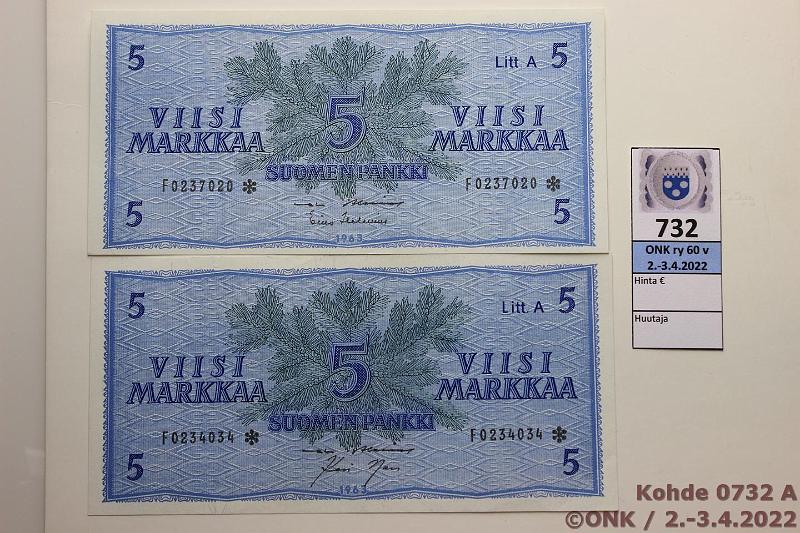 5 Litt A 5
5
VIISI VIISI
MARKKAA MARKKAA
SUOMEN PANKKI
F0237020 * F0237020 *
5 5
1963
5 Litt. A 5
5
VIISI VIISI
MARKKAA MARKKAA
SUOMEN PANKKI
F0234034 * F0234034 *
5 5
1963
732
ONK ry 60 v
2.-3.4.2022
Hinta €
Huutaja
Kohde 0732 A
©ONK / 2.-3.4.2022